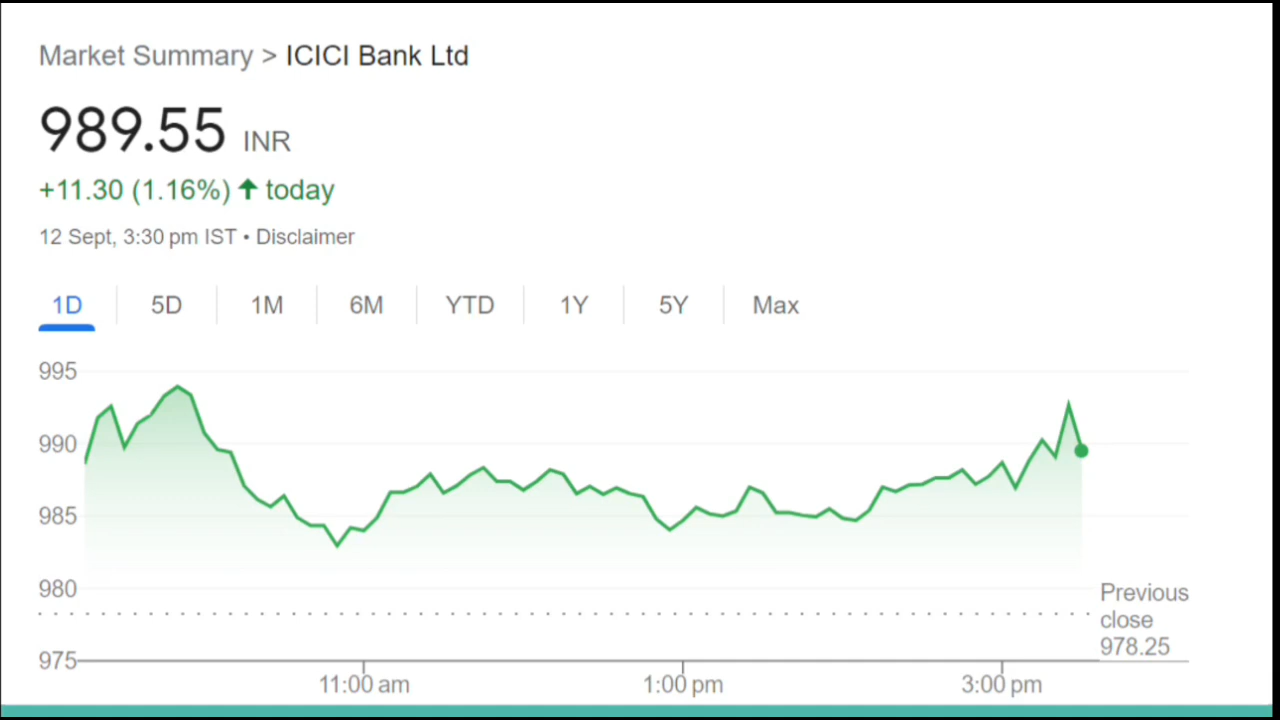 Market Summary > ICICI Bank Ltd
989.55 INR
+11.30 (1.16%) ↑ today
12 Sept, 3:30 pm IST • Disclaimer
1D 5D 1M 6M YTD 1Y 5Y Max
995
990
985
980
975
Previous
close
978.25
11:00 am 1:00 pm 3:00 pm